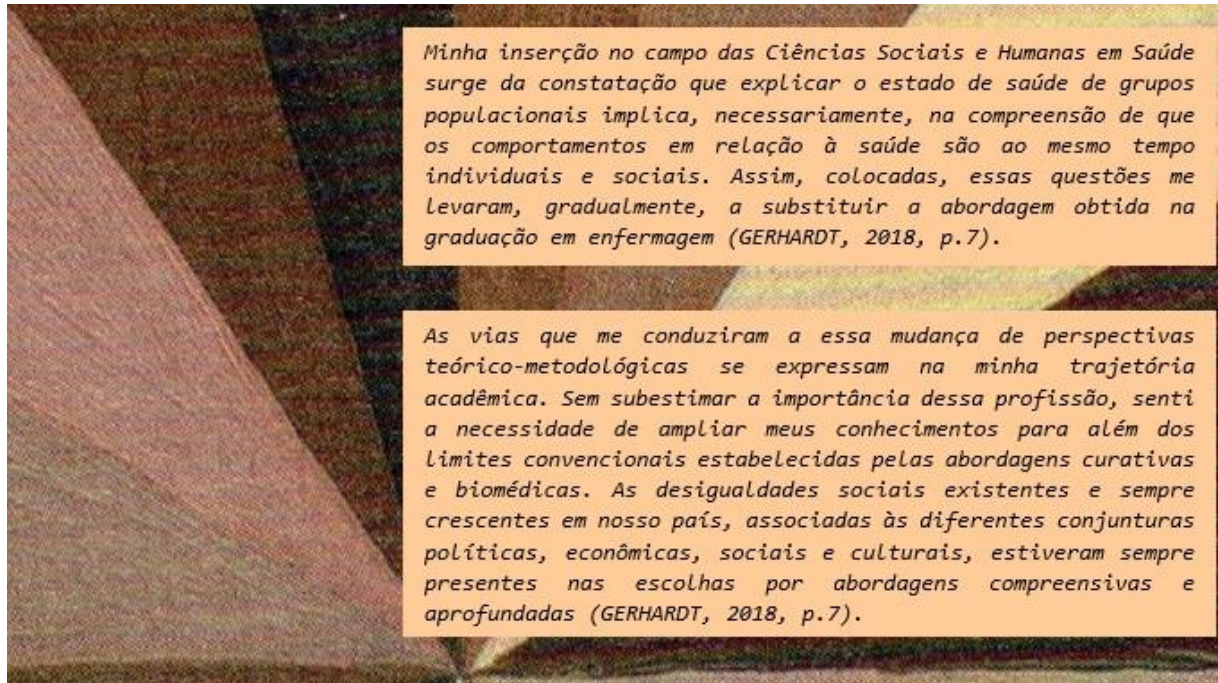 Minha inserção no campo das Ciências Sociais e Humanas em Saúde
surge da constatação que explicar o estado de saúde de grupos
populacionais implica, necessariamente, na compreensão de que
os comportamentos em relação à saúde são ao mesmo tempo
individuais e sociais. Assim, colocadas, essas questões me
levaram, gradualmente, a substituir a abordagem obtida na
graduação em enfermagem (GERHARDT, 2018, p.7).
As vias que me conduziram a essa mudança de perspectivas
teórico-metodológicas se expressam na minha trajetória
acadêmica. Sem subestimar a importância dessa profissão, senti
a necessidade de ampliar meus conhecimentos para além dos
limites convencionais estabelecidas pelas abordagens curativas
e biomédicas. As desigualdades sociais existentes e sempre
crescentes em nosso país, associadas às diferentes conjunturas
políticas, econômicas, sociais e culturais, estiveram sempre
presentes nas escolhas por abordagens compreensivas e
aprofundadas (GERHARDT, 2018, p.7).